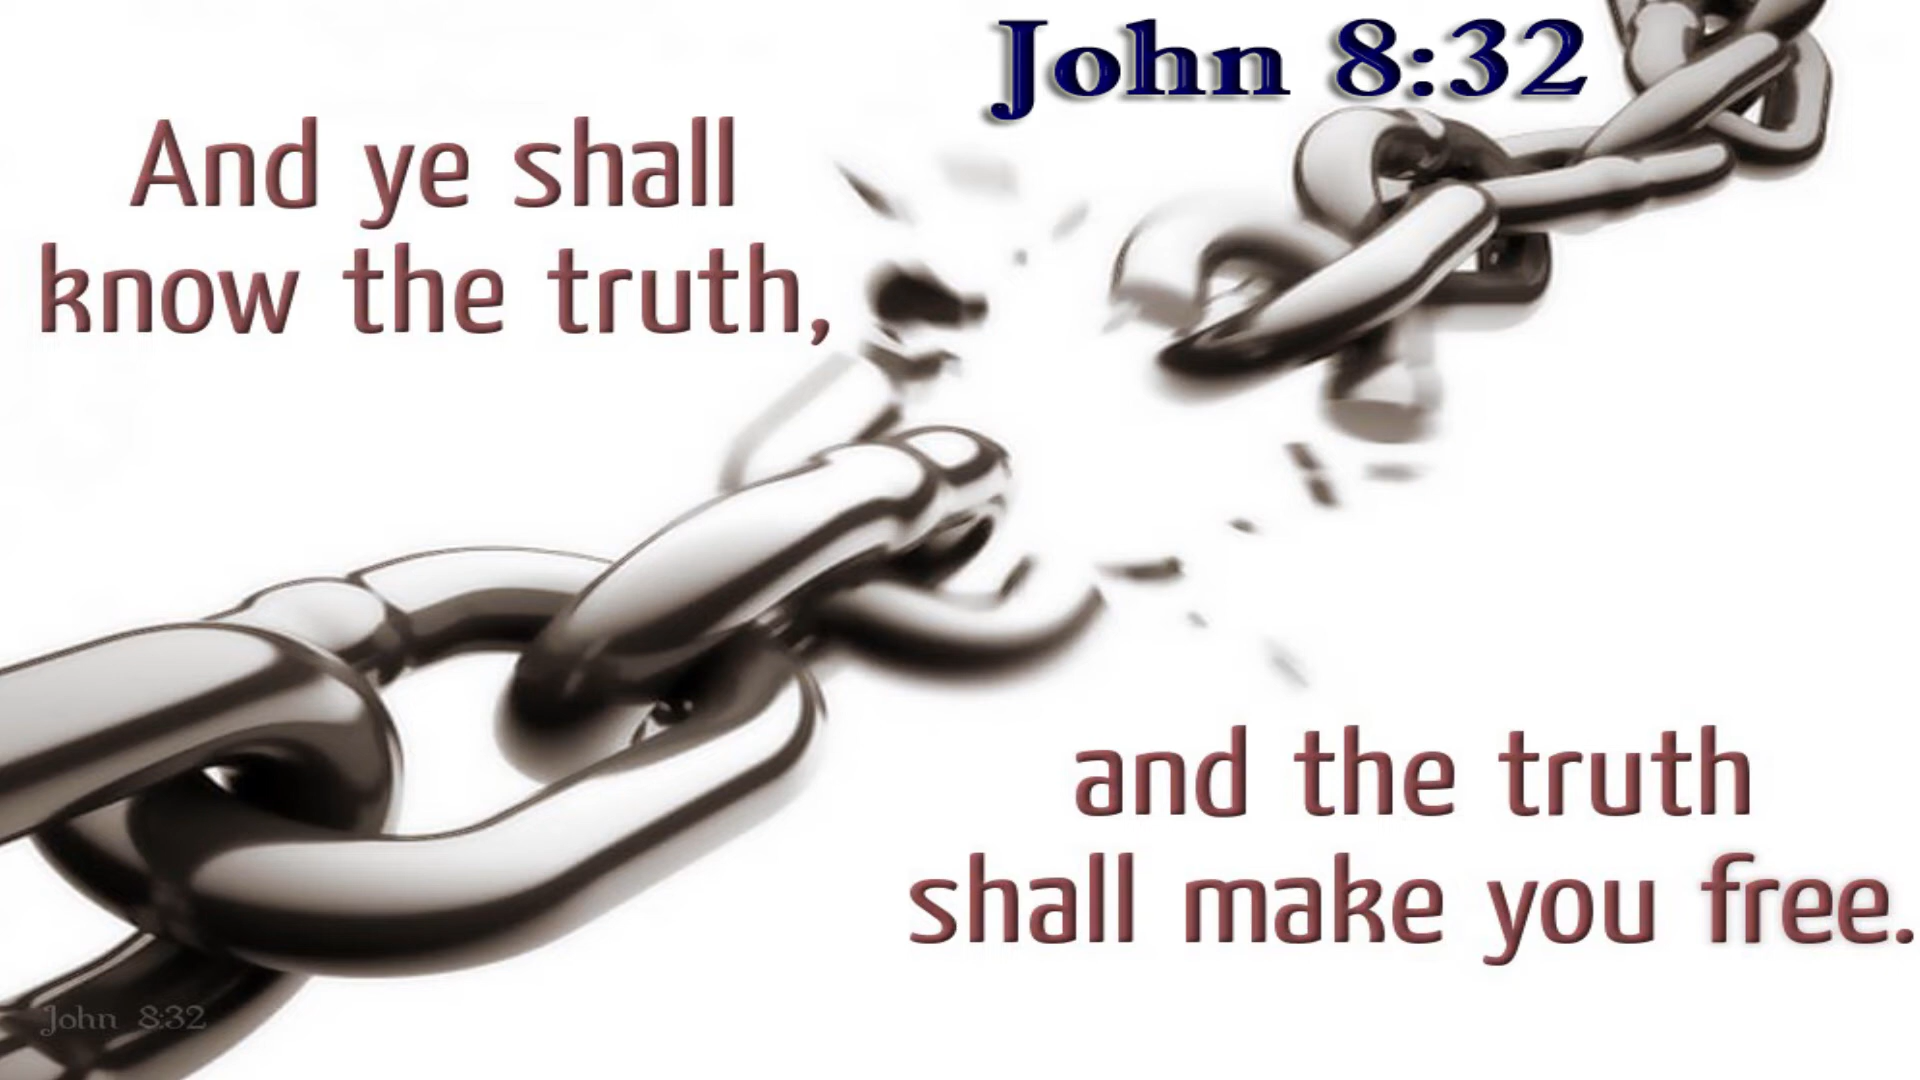 John 8:32
And ye shall
know the truth,
and the truth
shall make you free.
John 8:32